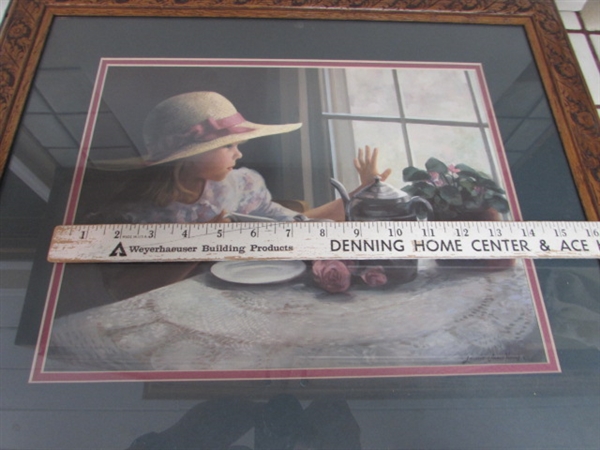 1 2 3 4 5 6 7 8 9 10 11 12 13 14 15 16
Weyerhaeuser Building Products DENNING HOME CENTER & ACE